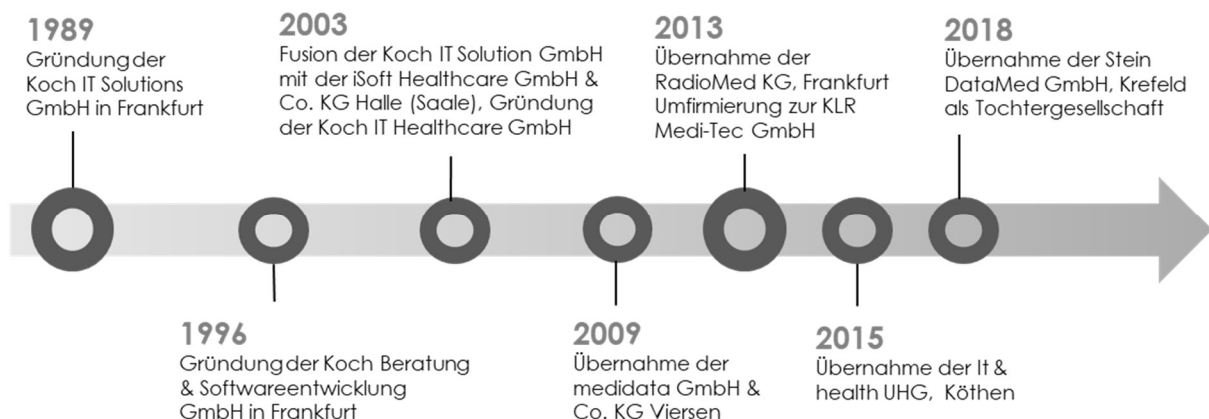 1989
Gründung der
Koch IT Solutions
GmbH in Frankfurt
2003
Fusion der Koch IT Solution GmbH
mit der iSoft Healthcare GmbH &
Co. KG Halle (Saale), Gründung
der Koch IT Healthcare GmbH
2013
Übernahme der
RadioMed KG, Frankfurt
Umfirmierung zur KLR
Medi-Tec GmbH
2018
Übernahme der Stein
DataMed GmbH, Krefeld
als Tochtergesellschaft
1996
Gründung der Koch Beratung
& Softwareentwicklung
GmbH in Frankfurt
2009
Übernahme der
medidata GmbH &
Co. KG Viersen
2015
Übernahme der It &
health UHG, Köthen